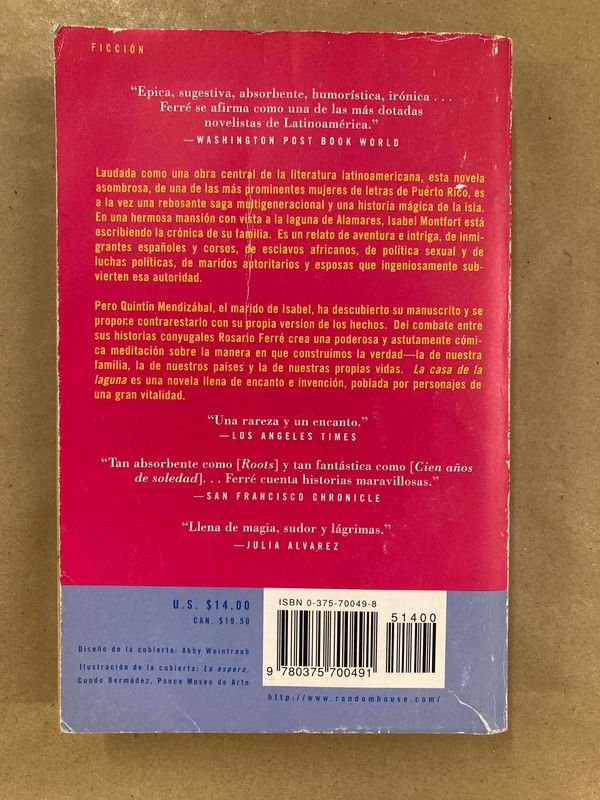 FICCIÓN
“Epica, sugestiva, absorbente, humorística, irónica . . .
Ferré se afirma como una de las más dotadas
novelistas de Latinoamérica.”
—WASHINGTON POST BOOK WORLD
Laudada como una obra central de la literatura latinoamericana, esta novela
asombrosa, de una de las más prominentes mujeres de letras de Puerto Rico, es
a la vez una rebosante saga multigeneracional y una historia mágica de la isla.
En una hermosa mansión con vista a la laguna de Alamares, Isabel Montfort está
escribiendo la crónica de su familia. Es un relato de aventura e intriga, de inmi-
grantes españoles y corsos, de esclavos africanos, de política sexual y de
luchas políticas, de maridos autoritarios y esposas que ingeniosamente sub-
vierten esa autoridad.
Pero Quintín Mendizábal, el marido de Isabel, ha descubierto su manuscrito y se
propone contrarestarlo con su propia version de los hechos. Del combate entre
sus historias conyugales Rosario Ferré crea una poderosa y astutamente cómi-
ca meditación sobre la manera en que construímos la verdad—la de nuestra
familia, la de nuestros países y la de nuestras propias vidas. La casa de la
laguna es una novela llena de encanto e invención, poblada por personajes de
una gran vitalidad.
“Una rareza y un encanto.”
—LOS ANGELES TIMES
“Tan absorbente como [Roots] y tan fantástica como [Cien años
de soledad]. . . Ferré cuenta historias maravillosas.”
—SAN FRANCISCO CHRONICLE
“Llena de magia, sudor y lágrimas.”
—JULIA ALVAREZ
U.S. $14.00
CAN. $19.50
Diseño de la cubierta: Abby Weintraub
Ilustración de la cubierta: La espera,
Cundo Bermúdez, Ponce Museo de Arte
ISBN 0-375-70049-8
51400
9 780375 700491
http://www.randomhouse.com/